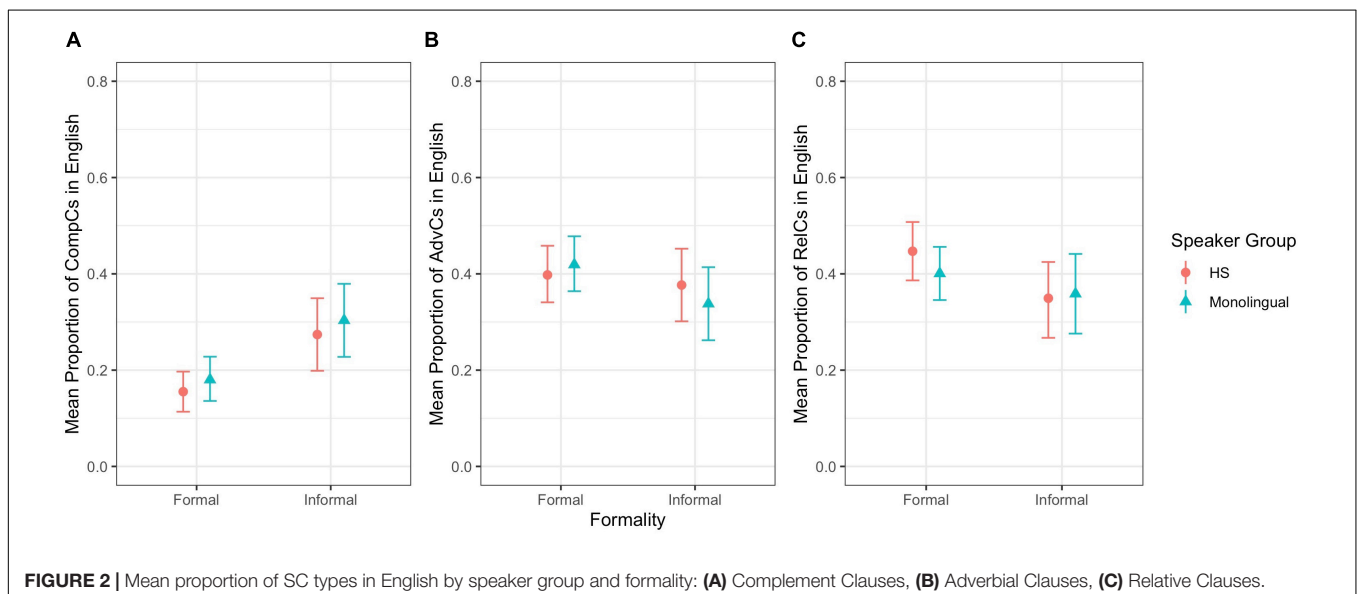 A
B
C
Mean Proportion of CompCs in English
0.8
0.6
0.4
0.2
0.0
Formal
Informal
Mean Proportion of AdvCs in English
0.8
0.6
0.4
0.2
0.0
Formal
Informal
Formality
Mean Proportion of RelCs in English
0.8
0.6
0.4
0.2
0.0
Formal
Informal
Speaker Group
HS
Monolingual
FIGURE 2 | Mean proportion of SC types in English by speaker group and formality: (A) Complement Clauses, (B) Adverbial Clauses, (C) Relative Clauses.